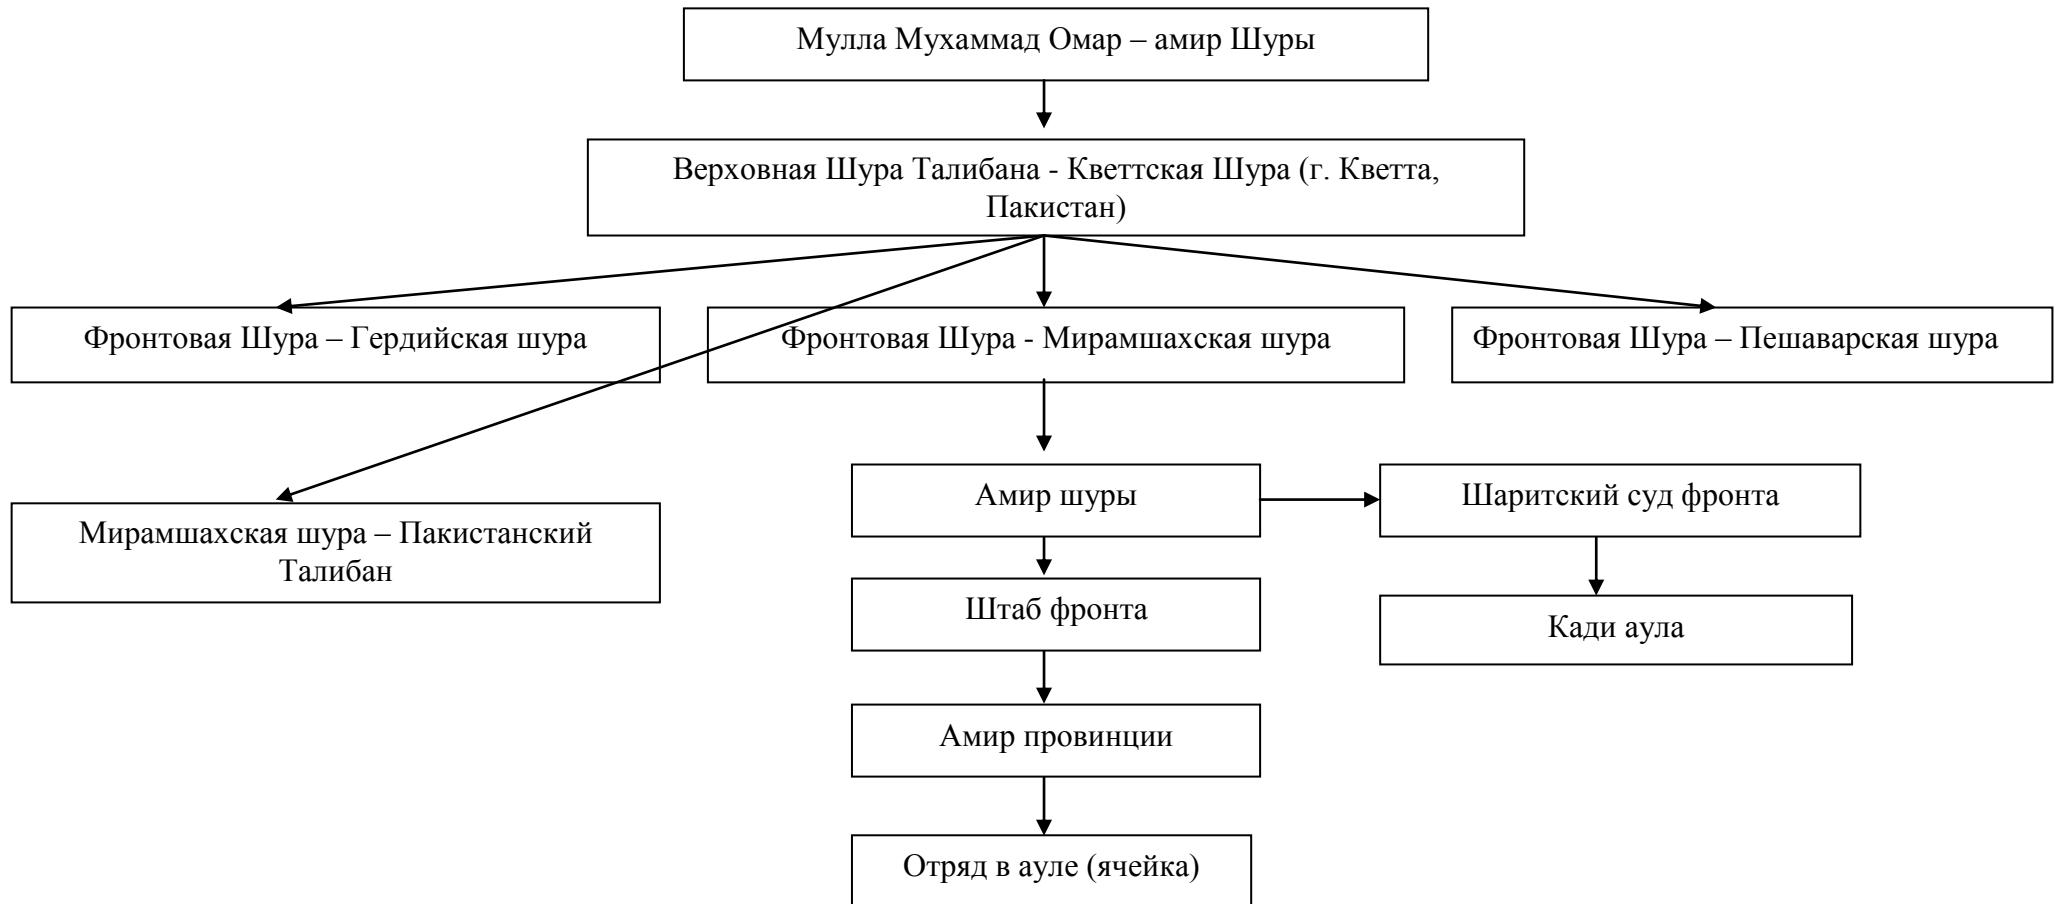 Мулла Мухаммад Омар – амир Шуры
Верховная Шура Талибана - Кветтская Шура (г. Кветта,
Пакистан)
Фронтовая Шура – Гердийская шура
Фронтовая Шура - Мирамшахская шура
Фронтовая Шура – Пешаварская шура
Амир шуры
Шаритский суд фронта
Мирамшахская шура – Пакистанский
Талибан
Штаб фронта
Кади аула
Амир провинции
Отряд в ауле (ячейка)